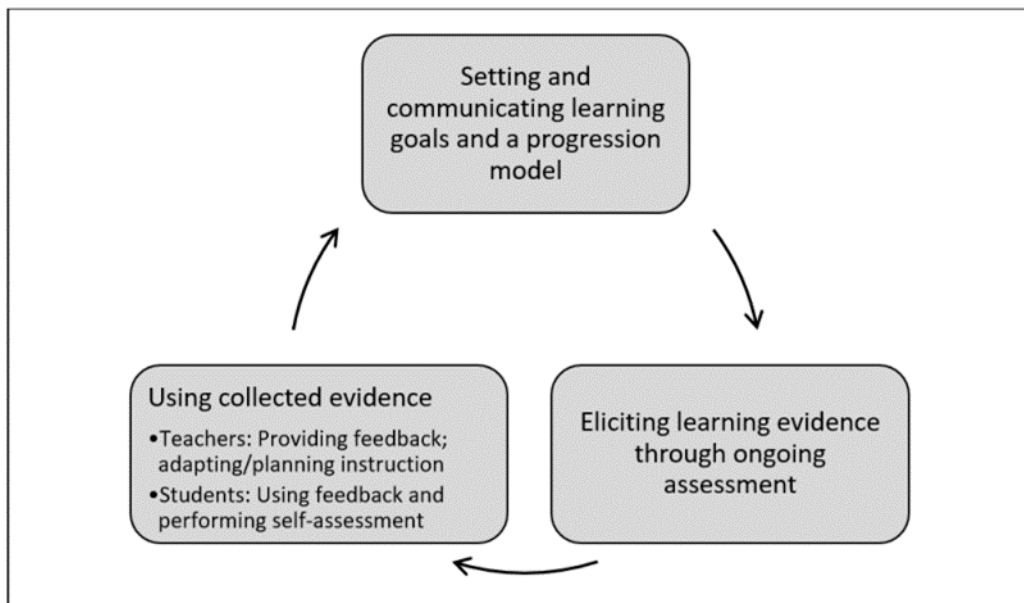 Setting and
communicating learning
goals and a progression
model
Using collected evidence
•Teachers: Providing feedback;
adapting/planning instruction
•Students: Using feedback and
performing self-assessment
Eliciting learning evidence
through ongoing
assessment